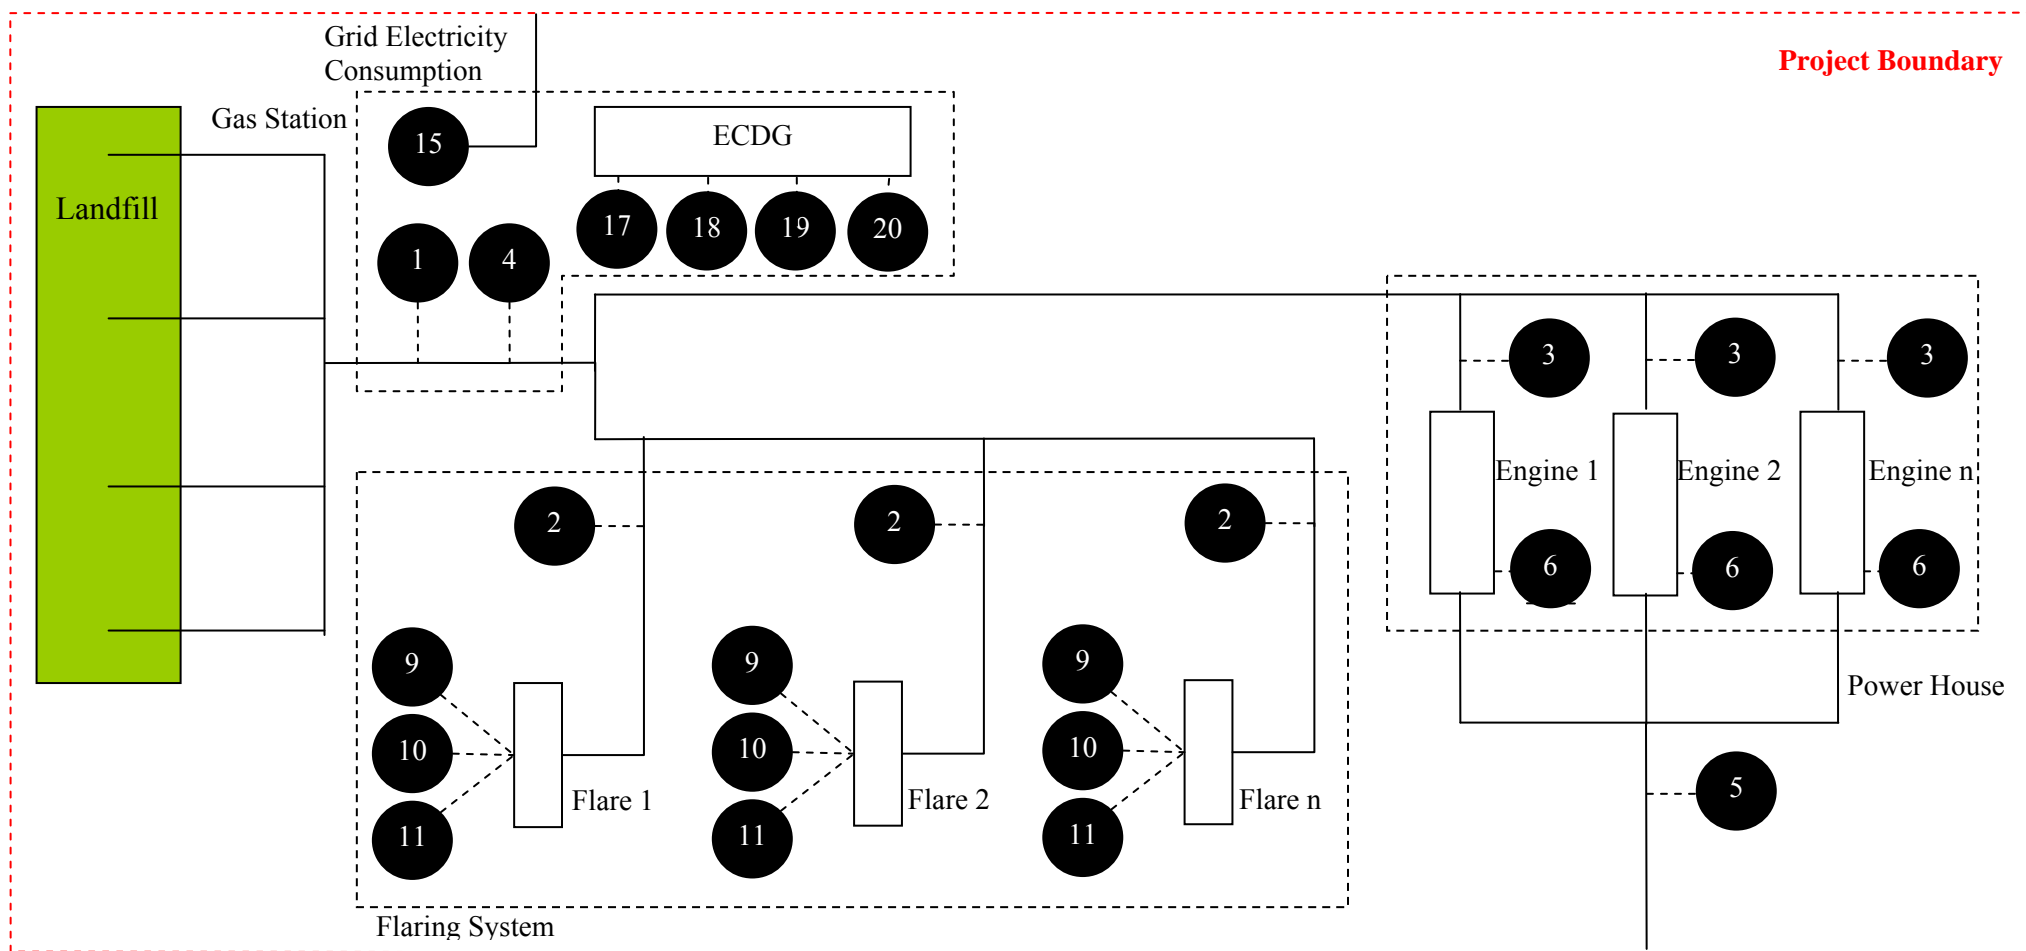 Grid Electricity
Consumption
Project Boundary
Gas Station
15
ECDG
Landfill
17
18
19
20
1
4
3
3
3
Engine 1
Engine 2
Engine n
2
2
2
6
6
6
9
9
9
10
10
10
11
11
11
Flare 1
Flare 2
Flare n
Power House
5
Flaring System